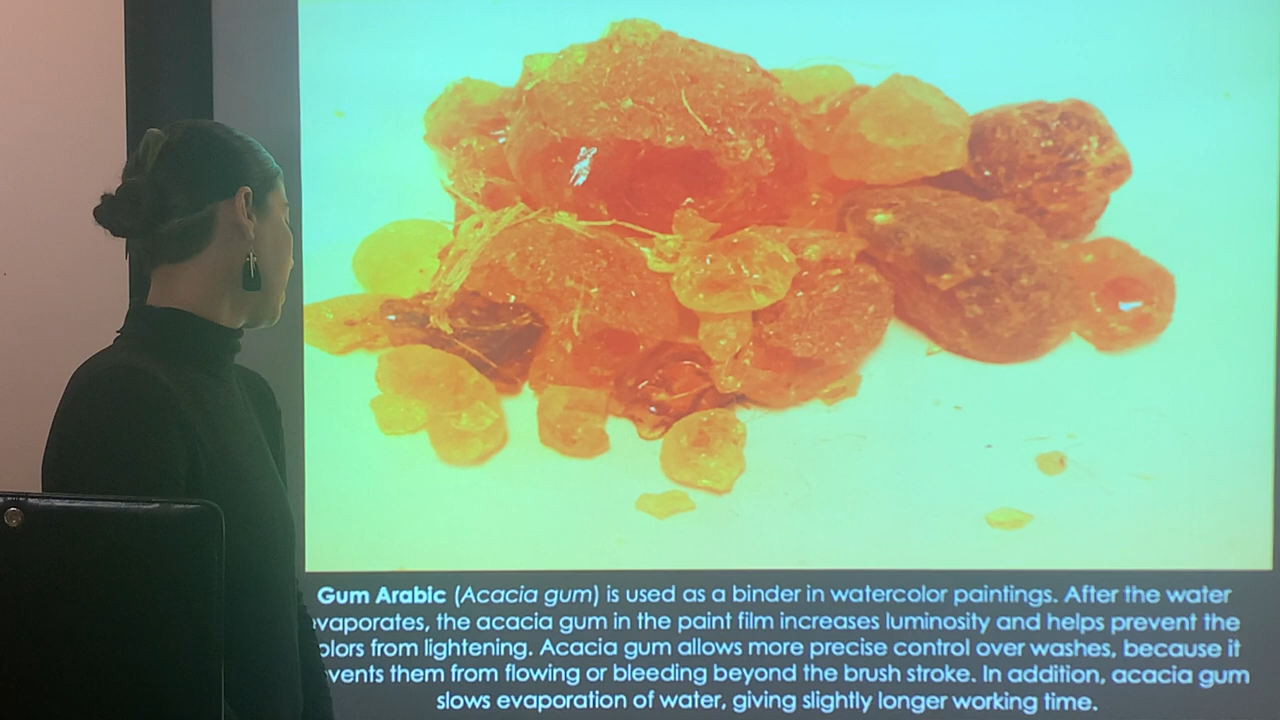 Gum Arabic (Acacia gum) is used as a binder in watercolor paintings. After the water
evaporates, the acacia gum in the paint film increases luminosity and helps prevent the
colors from lightening. Acacia gum allows more precise control over washes, because it
prevents them from flowing or bleeding beyond the brush stroke. In addition, acacia gum
slows evaporation of water, giving slightly longer working time.